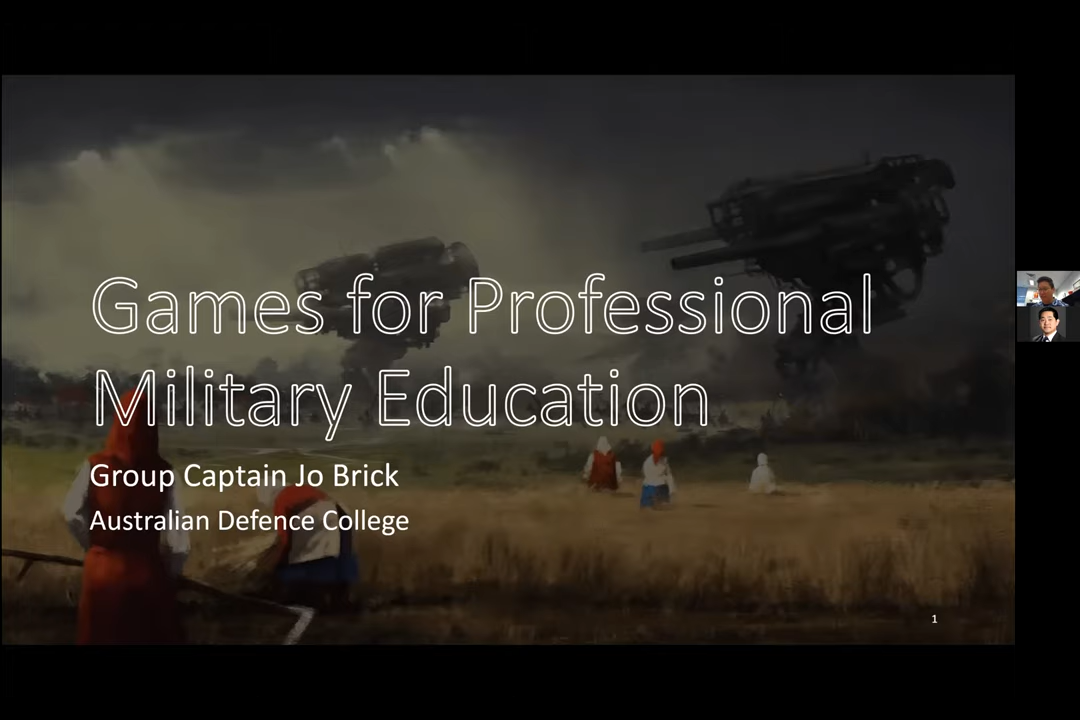 Games for Professional
Military Education
Group Captain Jo Brick
Australian Defence College
1